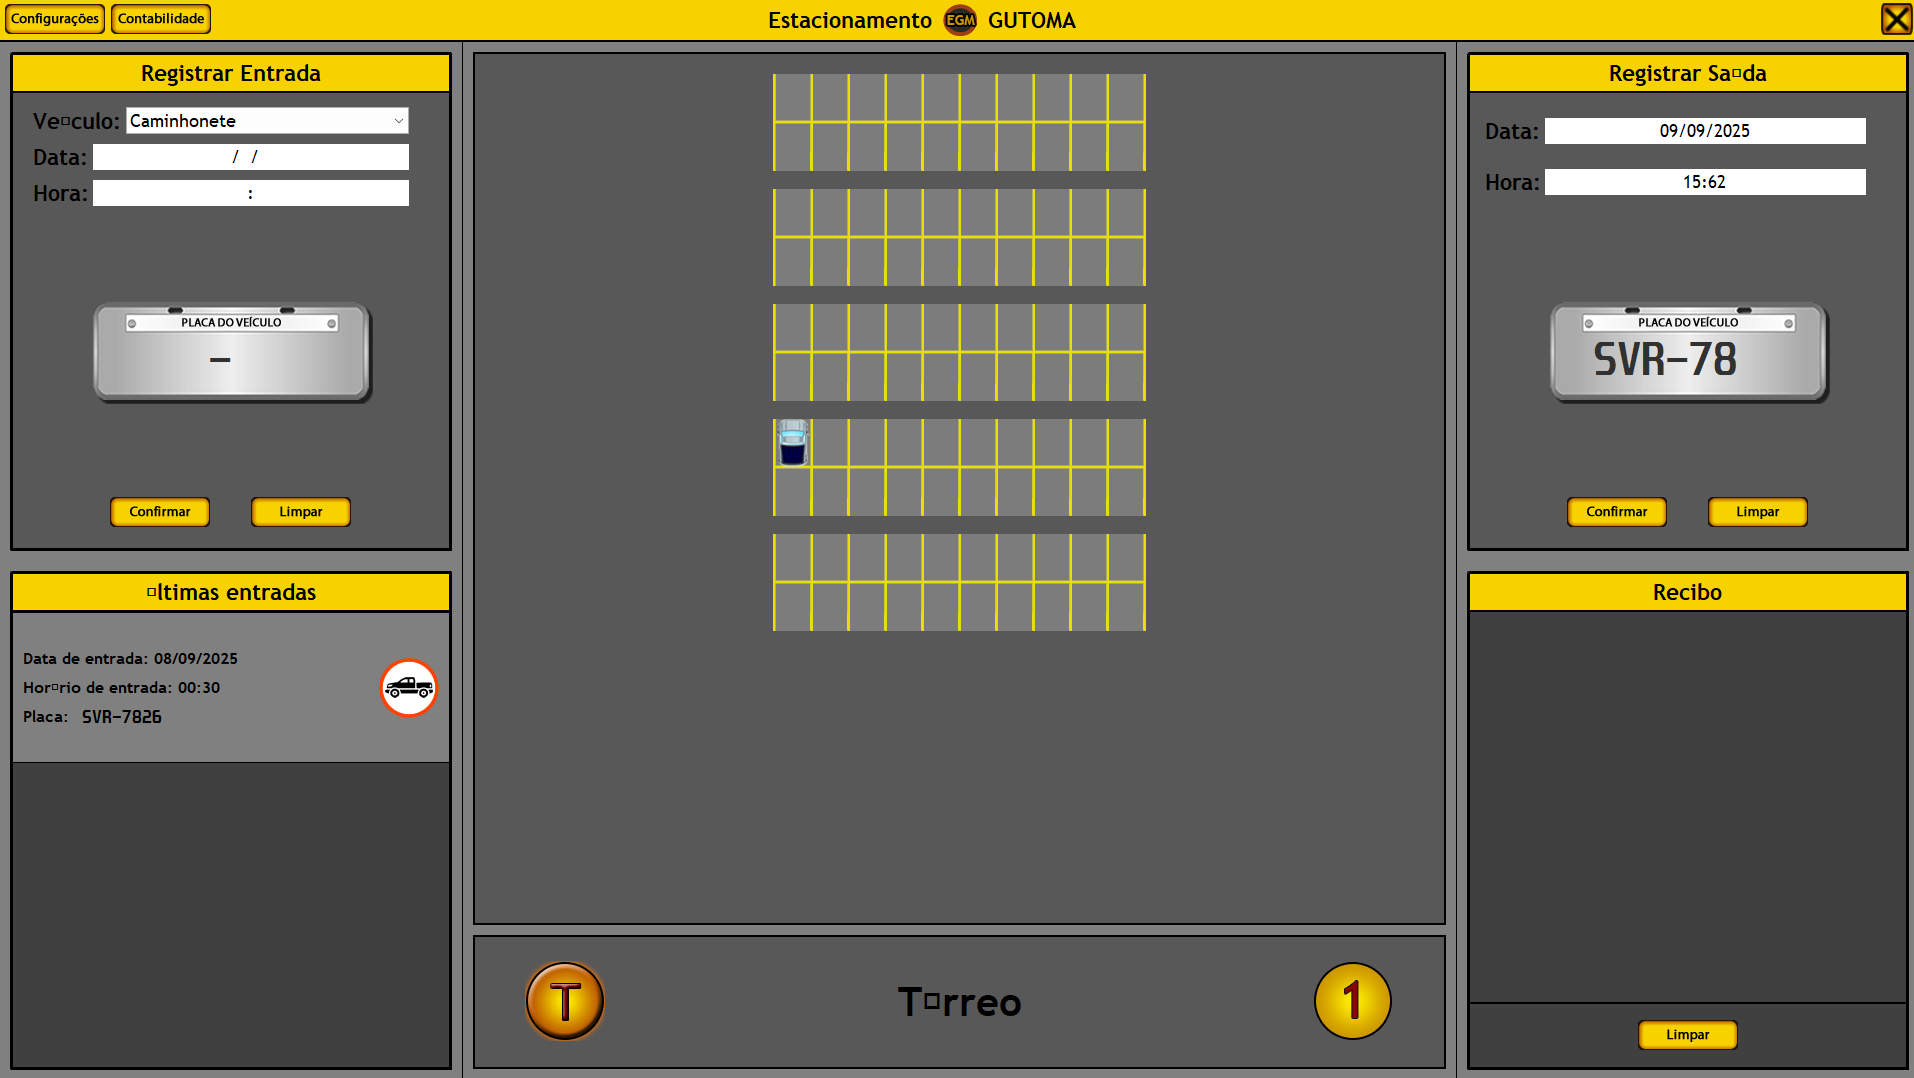 Configurações
Contabilidade
Estacionamento EGM GUTOMA
Registrar Entrada
Ve□culo: Caminhonete
Data: / /
Hora: :
PLACA DO VEÍCULO
-
Confirmar
Limpar
□ltimas entradas
Data de entrada: 08/09/2025
Hor□rio de entrada: 00:30
Placa: SVR-7826
T
T□rreo
1
Registrar Sa□da
Data: 09/09/2025
Hora: 15:62
PLACA DO VEÍCULO
SVR-78
Confirmar
Limpar
Recibo
Limpar